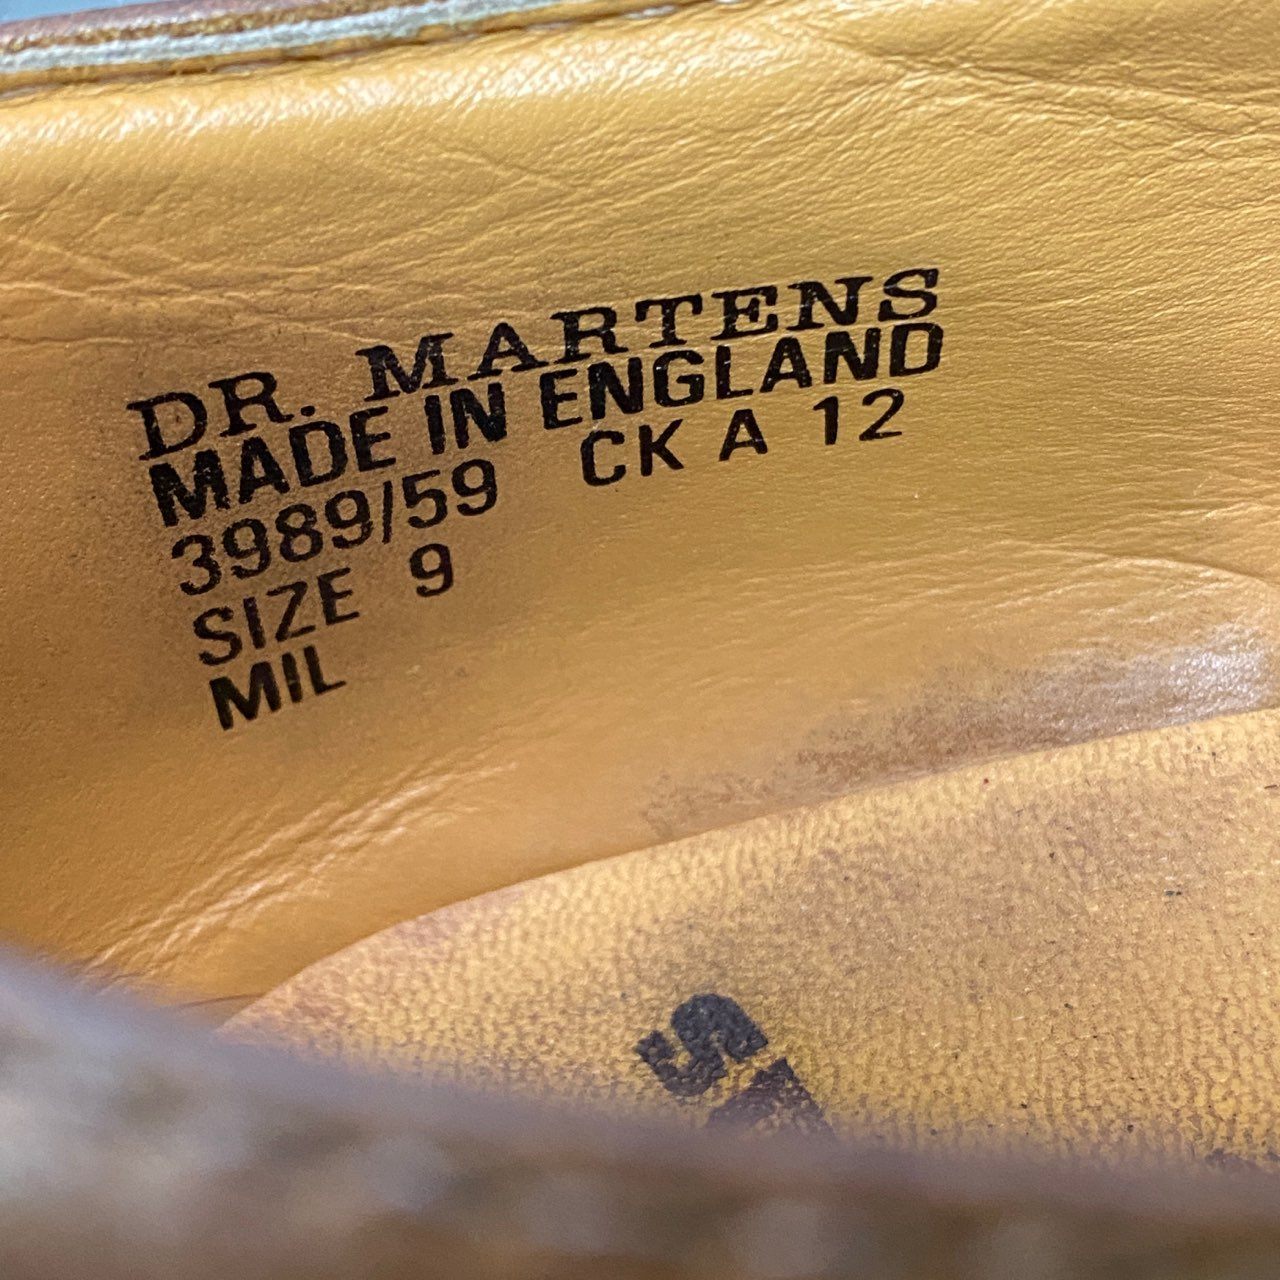 DR. MARTENS
MADE IN ENGLAND
3989/59 CK A 12
SIZE 9
MIL